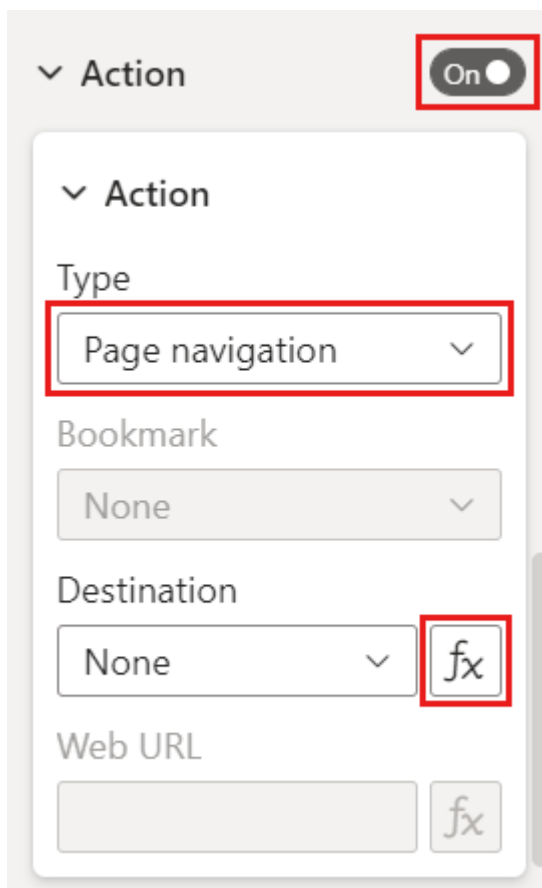 Action
On
Action
Type
Page navigation
Bookmark
None
Destination
None
fx
Web URL
fx